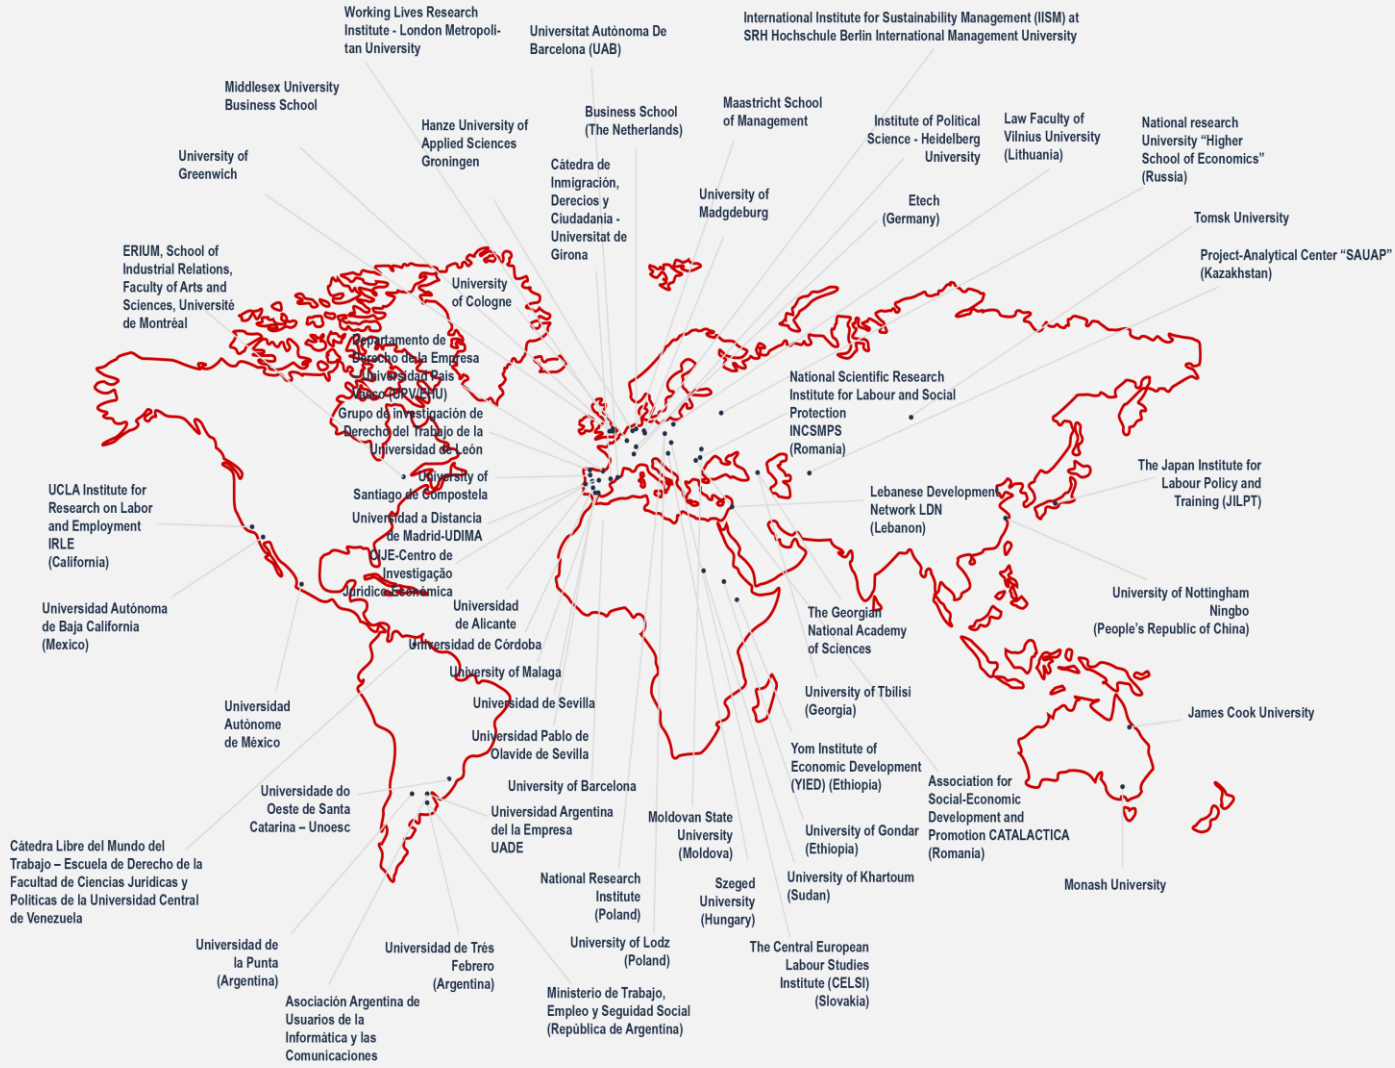 Working Lives Research
Institute - London Metropoli-
tan University
Universitat Autònoma De
Barcelona (UAB)
International Institute for Sustainability Management (IISM) at
SRH Hochschule Berlin International Management University
Middlesex University
Business School
Hanze University of
Applied Sciences
Groningen
Business School
(The Netherlands)
Maastricht School
of Management
Institute of Political
Science - Heidelberg
University
Law Faculty of
Vilnius University
(Lithuania)
National research
University “Higher
School of Economics”
(Russia)
University of
Greenwich
Cátedra de
Inmigración,
Derecios y
Ciudadania -
Universitat de
Girona
University of
Madgdeburg
Etech
(Germany)
Tomsk University
Project-Analytical Center “SAUAP”
(Kazakhstan)
ERIUM, School of
Industrial Relations,
Faculty of Arts and
Sciences, Université
de Montréal
University
of Cologne
Departamento de
Derecho de la Empresa
- Universidad Pais
Vasco (UPV/EHU)
Grupo de investigación de
Derecho del Trabajo de la
Universidad de León
National Scientific Research
Institute for Labour and Social
Protection
INCSMPS
(Romania)
University of
Santiago de Compostela
Universidad a Distancia
de Madrid-UDIMA
CIJE-Centro de
Investigação
Jurídico-Económica
UCLA Institute for
Research on Labor
and Employment
IRLE
(California)
Lebanese Development
Network LDN
(Lebanon)
The Japan Institute for
Labour Policy and
Training (JILPT)
Universidad Autónoma
de Baja California
(Mexico)
Universidad
de Alicante
Universidad de Córdoba
University of Malaga
Universidad de Sevilla
Universidad Pablo de
Olavide de Sevilla
University of Barcelona
The Georgian
National Academy
of Sciences
University of Nottingham
Ningbo
(People’s Republic of China)
University of Tbilisi
(Georgia)
James Cook University
Universidad
Autónome
de México
Yom Institute of
Economic Development
(YIED) (Ethiopia)
Association for
Social-Economic
Development and
Promotion CATALACTICA
(Romania)
Universidade do
Oeste de Santa
Catarina – Unoesc
Universidad Argentina
del la Empresa
UADE
Moldovan State
University
(Moldova)
University of Gondar
(Ethiopia)
Cátedra Libre del Mundo del
Trabajo – Escuela de Derecho de la
Facultad de Ciencias Juridicas y
Politicas de la Universidad Central
de Venezuela
National Research
Institute
(Poland)
Szeged
University
(Hungary)
University of Khartoum
(Sudan)
Monash University
Universidad de
la Punta
(Argentina)
Universidad de Trés
Febrero
(Argentina)
University of Lodz
(Poland)
The Central European
Labour Studies
Institute (CELSI)
(Slovakia)
Asociación Argentina de
Usuarios de la
Informática y las
Comunicaciones
Ministerio de Trabajo,
Empleo y Seguidad Social
(Repùblica de Argentina)